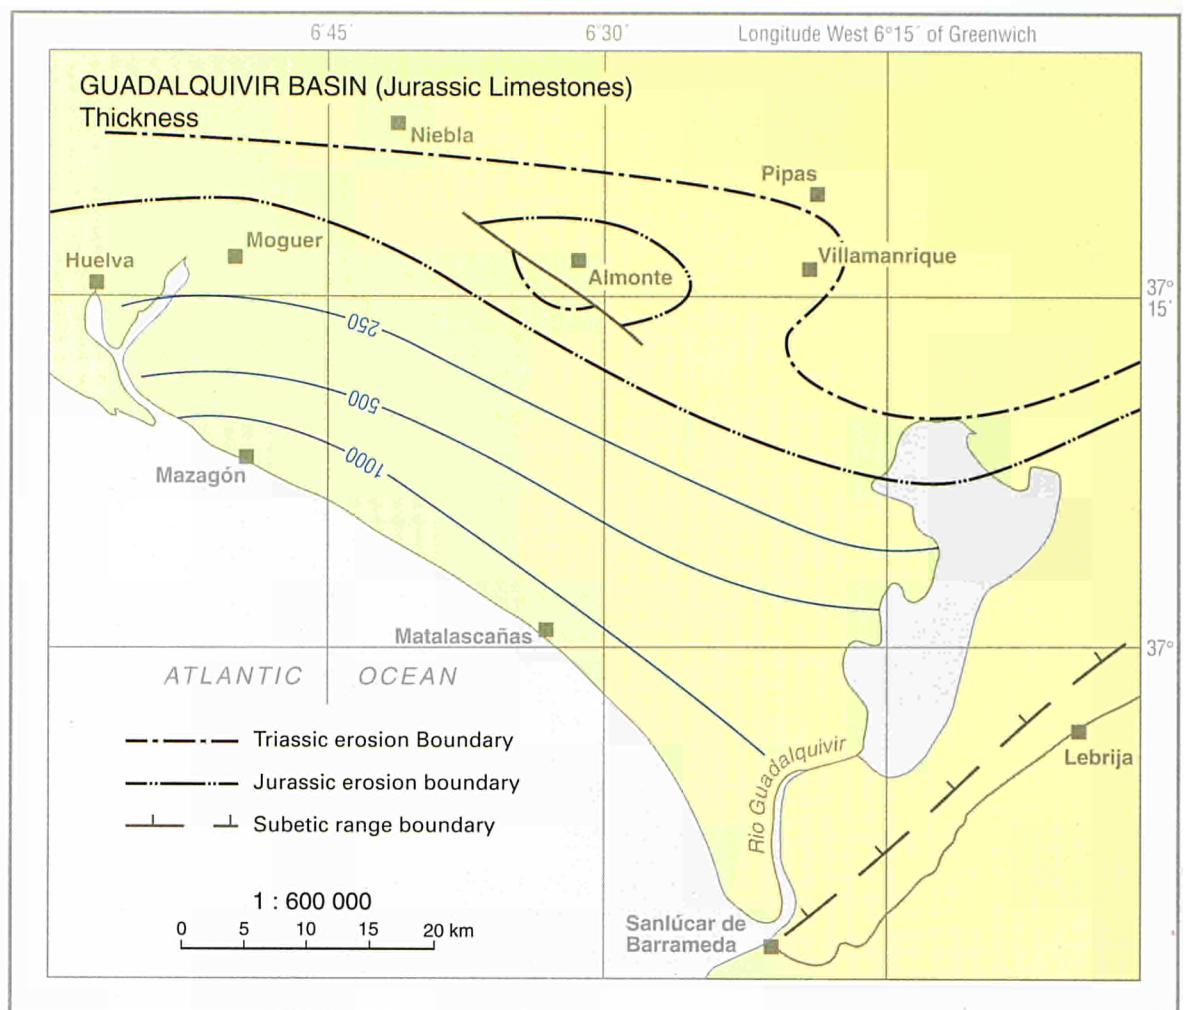 6°45´
6°30´
Longitude West 6°15´ of Greenwich
GUADALQUIVIR BASIN (Jurassic Limestones)
Thickness
Niebla
Pipas
Moguer
Huelva
Almonte
Villamanrique
37°
15´
250
500
1000
Mazagón
Matalascañas
37°
ATLANTIC OCEAN
Triassic erosion Boundary
Jurassic erosion boundary
Subetic range boundary
Rio Guadalquivir
Lebrija
1 : 600 000
0 5 10 15 20 km
Sanlúcar de
Barrameda